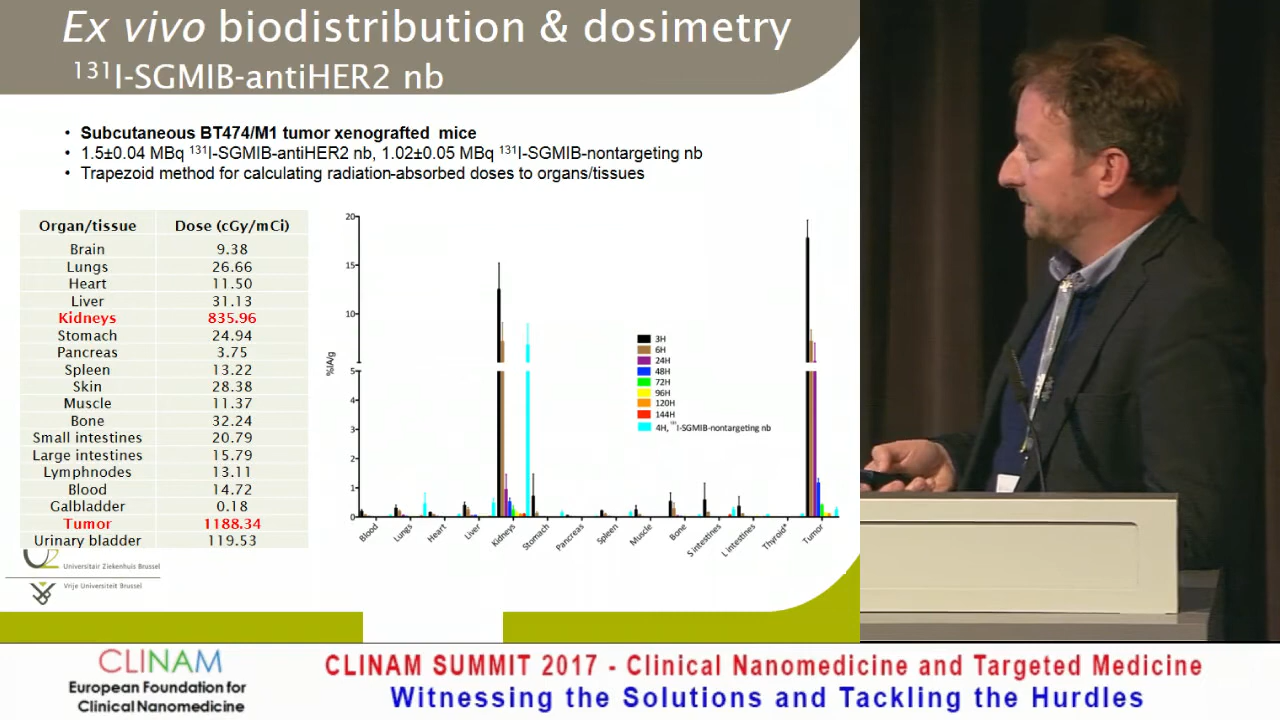 Ex vivo biodistribution & dosimetry
131I-SGMIB-antiHER2 nb
• Subcutaneous BT474/M1 tumor xenografted mice
• 1.5±0.04 MBq 131I-SGMIB-antiHER2 nb, 1.02±0.05 MBq 131I-SGMIB-nontargeting nb
• Trapezoid method for calculating radiation-absorbed doses to organs/tissues
Organ/tissue Dose (cGy/mCi)
Brain 9.38
Lungs 26.66
Heart 11.50
Liver 31.13
Kidneys 835.96
Stomach 24.94
Pancreas 3.75
Spleen 13.22
Skin 28.38
Muscle 11.37
Bone 32.24
Small intestines 20.79
Large intestines 15.79
Lymphnodes 13.11
Blood 14.72
Galbladder 0.18
Tumor 1188.34
Urinary bladder 119.53
%IA/g
20
15
10
5
4
3
2
1
0
3H
6H
24H
48H
72H
96H
120H
144H
4H, 131I-SGMIB-nontargeting nb
Blood
Lungs
Heart
Liver
Kidneys
Stomach
Pancreas
Spleen
Muscle
Bone
S intestines
L intestines
Thyroid*
Tumor
Universitair Ziekenhuis Brussel
Vrije Universiteit Brussel
CLINAM
European Foundation for
Clinical Nanomedicine
CLINAM SUMMIT 2017 - Clinical Nanomedicine and Targeted Medicine
Witnessing the Solutions and Tackling the Hurdles